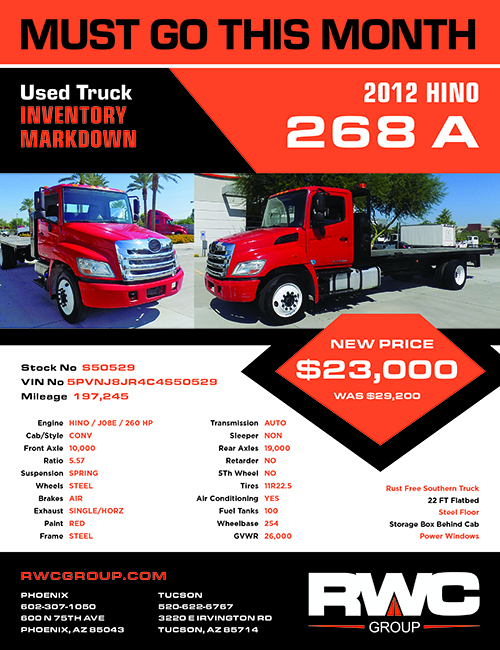 MUST GO THIS MONTH
Used Truck
INVENTORY
MARKDOWN
2012 HINO
268 A
NEW PRICE
$23,000
WAS $29,200
Stock No S50529
VIN No 5PVNJ8JR4C4S50529
Mileage 197,245
Engine HINO / J08E / 260 HP
Cab/Style CONV
Front Axle 10,000
Ratio 5.57
Suspension SPRING
Wheels STEEL
Brakes AIR
Exhaust SINGLE/HORZ
Paint RED
Frame STEEL
Transmission AUTO
Sleeper NON
Rear Axles 19,000
Retarder NO
5Th Wheel NO
Tires 11R22.5
Air Conditioning YES
Fuel Tanks 100
Wheelbase 254
GVWR 26,000
Rust Free Southern Truck
22 FT Flatbed
Steel Floor
Storage Box Behind Cab
Power Windows
RWCGROUP.COM
PHOENIX
602-307-1050
600 N 75TH AVE
PHOENIX, AZ 85043
TUCSON
520-622-6767
3220 E IRVINGTON RD
TUCSON, AZ 85714
RWC
GROUP